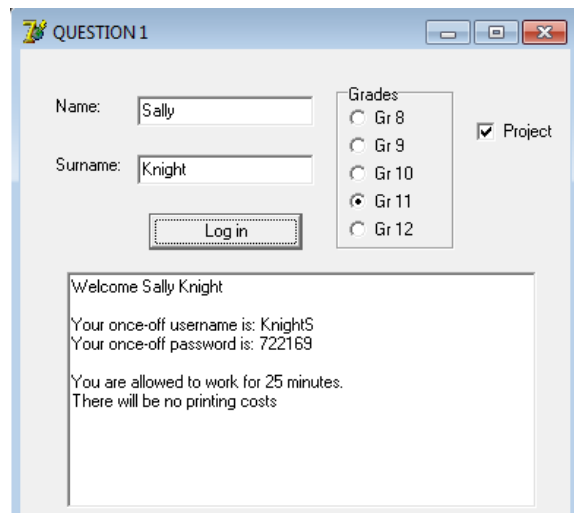 QUESTION 1
Name:
Sally
Surname:
Knight
Log in
Grades
Gr 8
Gr 9
Gr 10
Gr 11
Gr 12
Project
Welcome Sally Knight
Your once-off username is: KnightS
Your once-off password is: 722169
You are allowed to work for 25 minutes.
There will be no printing costs